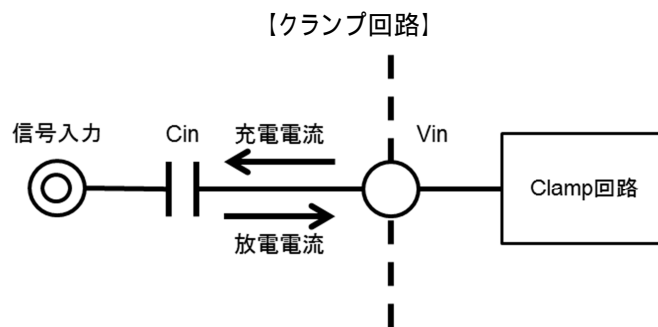 【クランプ回路】
信号入力
Cin
充電電流
Vin
Clamp回路
放電電流